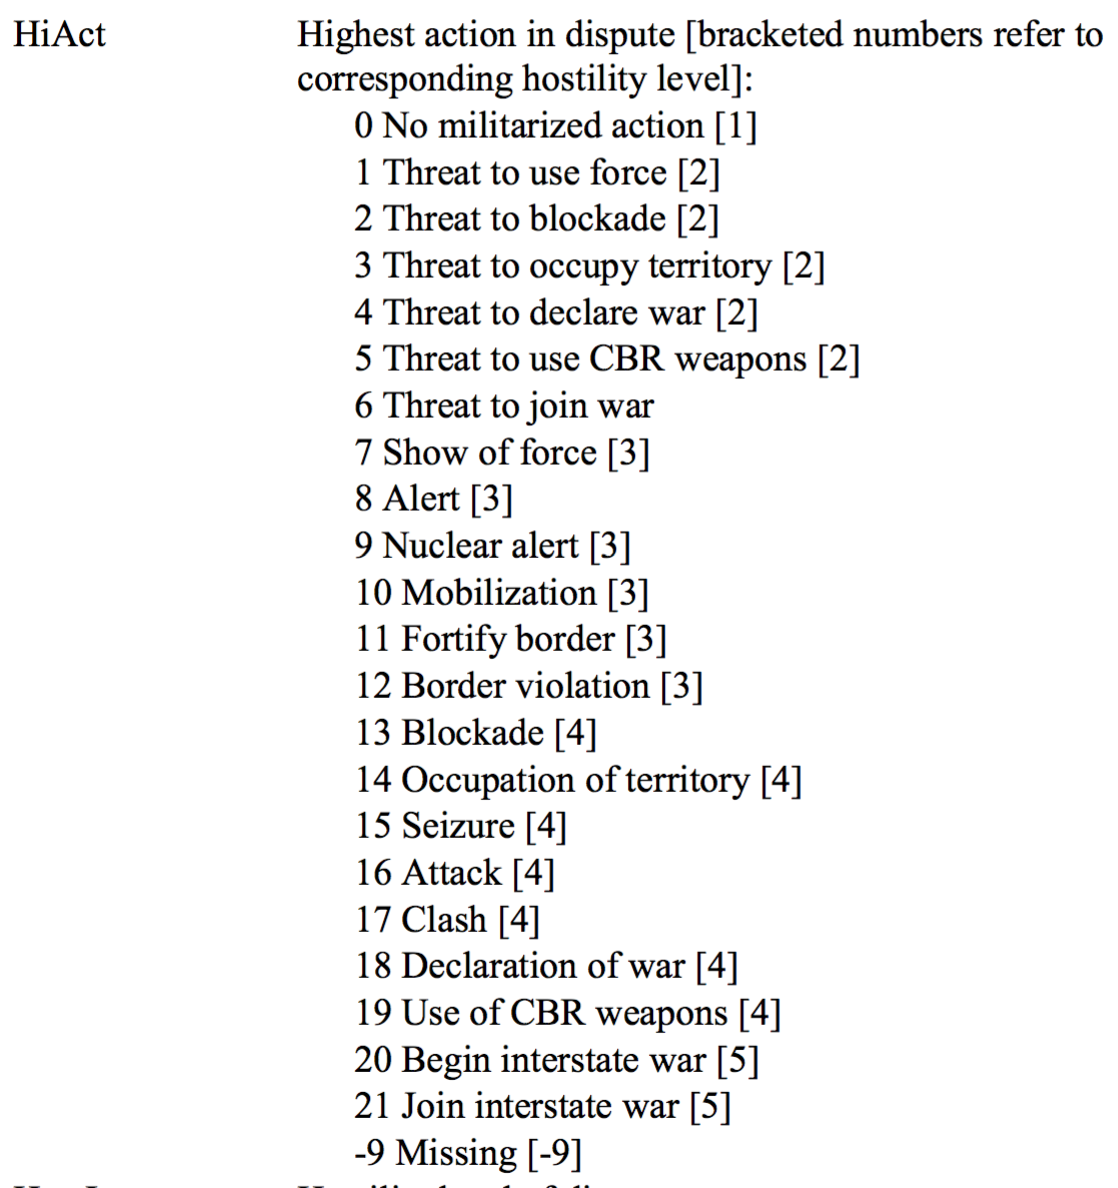 HiAct Highest action in dispute [bracketed numbers refer to
corresponding hostility level]:
0 No militarized action [1]
1 Threat to use force [2]
2 Threat to blockade [2]
3 Threat to occupy territory [2]
4 Threat to declare war [2]
5 Threat to use CBR weapons [2]
6 Threat to join war
7 Show of force [3]
8 Alert [3]
9 Nuclear alert [3]
10 Mobilization [3]
11 Fortify border [3]
12 Border violation [3]
13 Blockade [4]
14 Occupation of territory [4]
15 Seizure [4]
16 Attack [4]
17 Clash [4]
18 Declaration of war [4]
19 Use of CBR weapons [4]
20 Begin interstate war [5]
21 Join interstate war [5]
-9 Missing [-9]